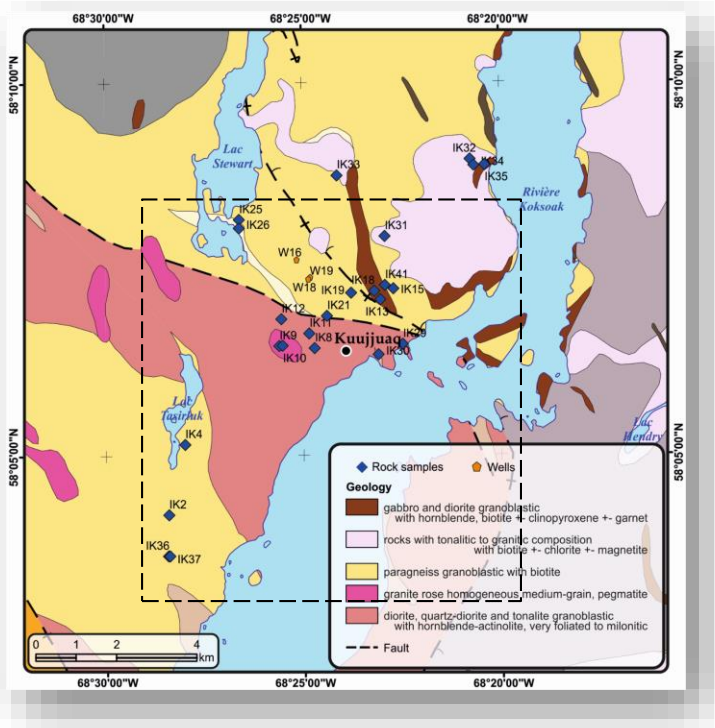 68°30'00"W 68°25'00"W 68°20'00"W
58°10'00"N 58°10'00"N
Lac
Stewart
IK33
IK32
IK34
IK35
Rivière
Koksoak
IK25
IK26
IK31
W16
W19
W18
IK18
IK41
IK19
IK15
IK13
IK21
IK12
IK11
IK29
IK9
IK8
Kuujjuaq
IK30
IK10
Lac
Tasirluk
IK4
Lac
Hendry
58°05'00"N 58°05'00"N
IK2
IK36
IK37
Rock samples Wells
Geology
gabbro and diorite granoblastic
with hornblende, biotite +- clinopyroxene +- garnet
rocks with tonalitic to granitic composition
with biotite +- chlorite +- magnetite
paragneiss granoblastic with biotite
granite rose homogeneous medium-grain, pegmatite
diorite, quartz-diorite and tonalite granoblastic
with hornblende-actinolite, very foliated to milonitic
Fault
0 1 2 4
km
68°30'00"W 68°25'00"W 68°20'00"W